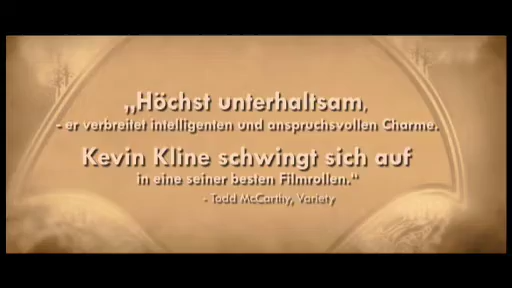 „Höchst unterhaltsam,
- er verbreitet intelligenten und anspruchsvollen Charme.
Kevin Kline schwingt sich auf
in eine seiner besten Filmrollen.“
- Todd McCarthy, Variety